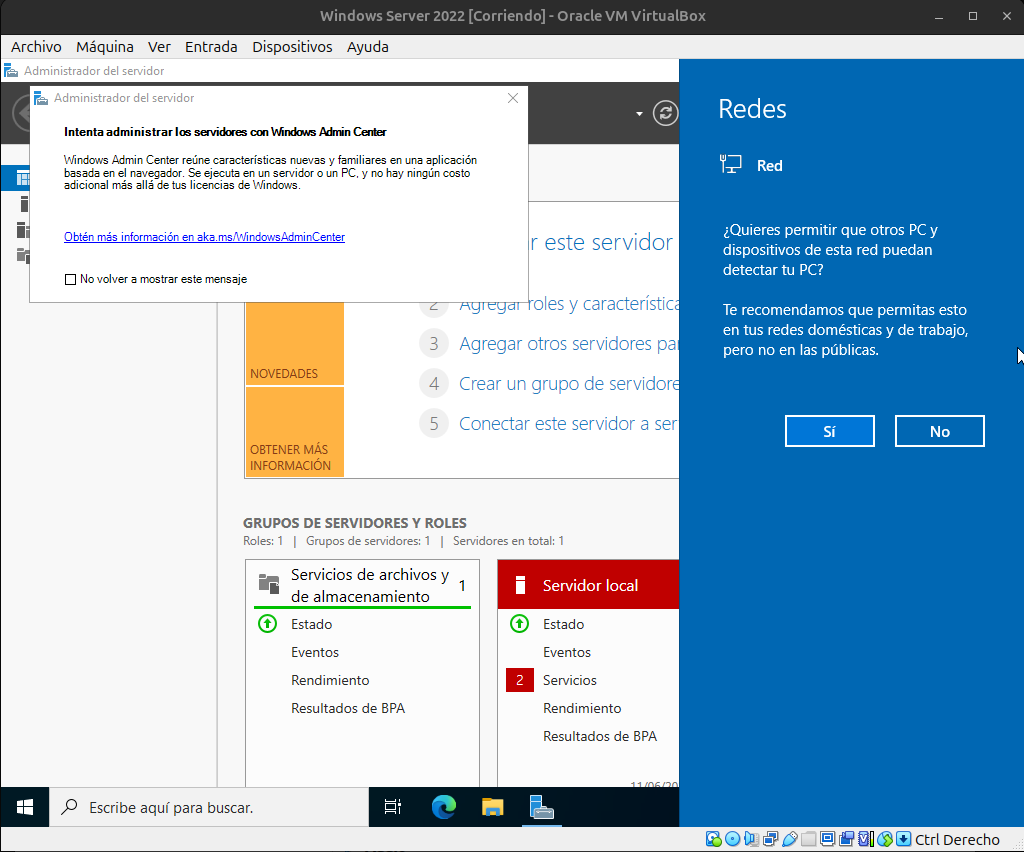 Windows Server 2022 [Corriendo] - Oracle VM VirtualBox
Archivo Máquina Ver Entrada Dispositivos Ayuda
Administrador del servidor
Administrador del servidor
Intenta administrar los servidores con Windows Admin Center
Windows Admin Center reúne características nuevas y familiares en una aplicación
basada en el navegador. Se ejecuta en un servidor o un PC, y no hay ningún costo
adicional más allá de tus licencias de Windows.
Obtén más información en aka.ms/WindowsAdminCenter
No volver a mostrar este mensaje
este servidor
2 Agregar roles y característica
3 Agregar otros servidores
4 Crear un grupo de servidore
5 Conectar este servidor a
NOVEDADES
OBTENER MÁS
INFORMACIÓN
GRUPOS DE SERVIDORES Y ROLES
Roles: 1 | Grupos de servidores: 1 | Servidores en total: 1
Servicios de archivos y
de almacenamiento
1
Estado
Eventos
Rendimiento
Resultados de BPA
Servidor local
Estado
Eventos
2 Servicios
Rendimiento
Resultados de BPA
Redes
Red
¿Quieres permitir que otros PC y
dispositivos de esta red puedan
detectar tu PC?
Te recomendamos que permitas esto
en tus redes domésticas y de trabajo,
pero no en las públicas.
Sí No
Escribe aquí para buscar.
Ctrl Derecho